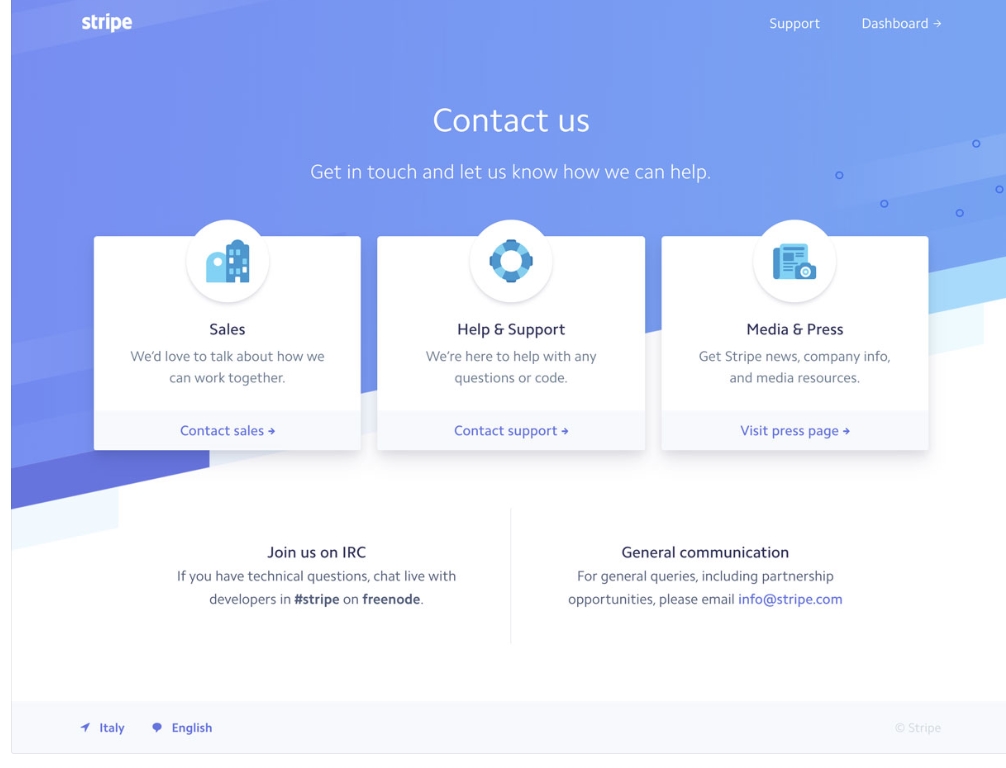 stripe
Support
Dashboard →
Contact us
Get in touch and let us know how we can help.
Sales
We’d love to talk about how we
can work together.
Contact sales →
Help & Support
We’re here to help with any
questions or code.
Contact support →
Media & Press
Get Stripe news, company info,
and media resources.
Visit press page →
Join us on IRC
If you have technical questions, chat live with
developers in #stripe on freenode.
General communication
For general queries, including partnership
opportunities, please email info@stripe.com
Italy
English
© Stripe